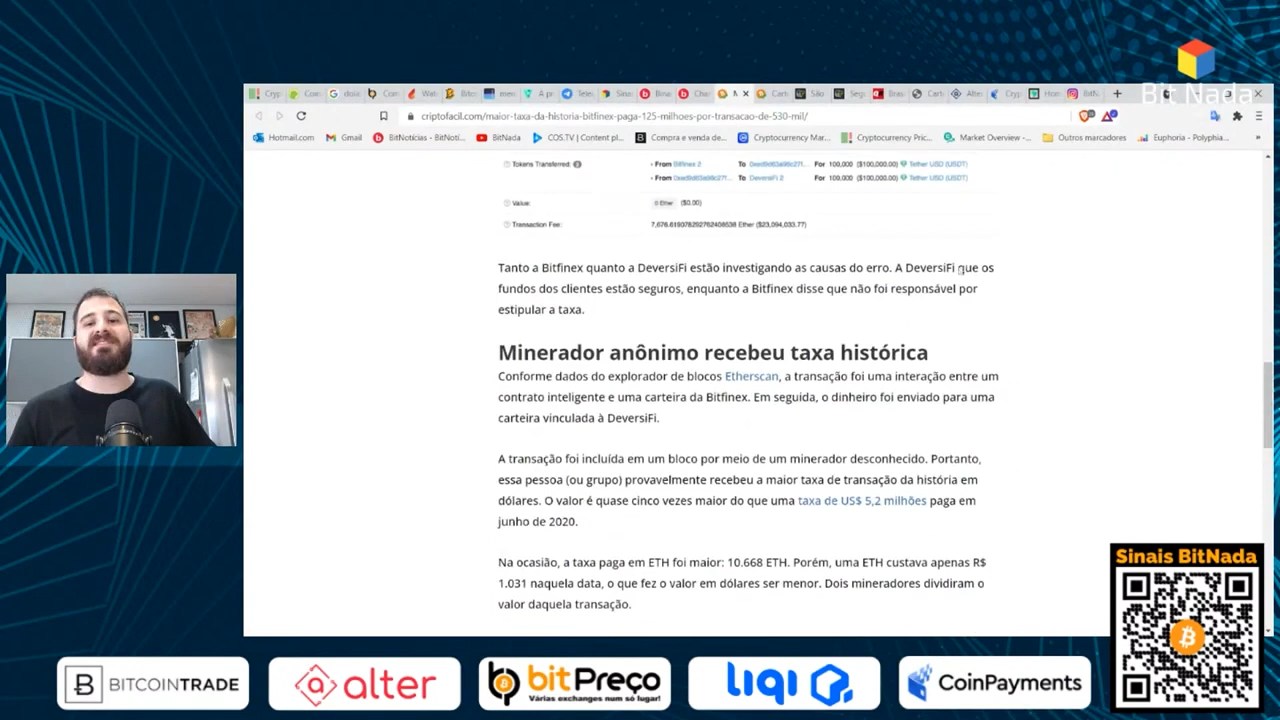 Bit Nada
criptofacil.com/maior-taxa-da-historia-bitfinex-paga-125-milhoes-por-transacao-de-530-mil/
Hotmail.com Gmail BitNotícias - BitNotí... BitNada COS.TV | Content pl... Compra e venda de... Cryptocurrency Mar... Cryptocurrency Pric... Market Overview -... Outros marcadores Euphoria - Polyphia...
Tokens Transferred:
From Bitfinex 2 To For 100,000 ($100,000.00) Tether USD (USDT)
From To DeversiFi 2 For 100,000 ($100,000.00) Tether USD (USDT)
Value: 0 Ether ($0.00)
Transaction Fee: ($23,094,033.77)
Tanto a Bitfinex quanto a DeversiFi estão investigando as causas do erro. A DeversiFi que os
fundos dos clientes estão seguros, enquanto a Bitfinex disse que não foi responsável por
estipular a taxa.
Minerador anônimo recebeu taxa histórica
Conforme dados do explorador de blocos Etherscan, a transação foi uma interação entre um
contrato inteligente e uma carteira da Bitfinex. Em seguida, o dinheiro foi enviado para uma
carteira vinculada à DeversiFi.
A transação foi incluída em um bloco por meio de um minerador desconhecido. Portanto,
essa pessoa (ou grupo) provavelmente recebeu a maior taxa de transação da história em
dólares. O valor é quase cinco vezes maior do que uma taxa de US$ 5,2 milhões paga em
junho de 2020.
Na ocasião, a taxa paga em ETH foi maior: 10.668 ETH. Porém, uma ETH custava apenas R$
1.031 naquela data, o que fez o valor em dólares ser menor. Dois mineradores dividiram o
valor daquela transação.
Sinais BitNada
BITCOINTRADE
alter
bitPreço
Várias exchanges num só lugar!
liqi
CoinPayments